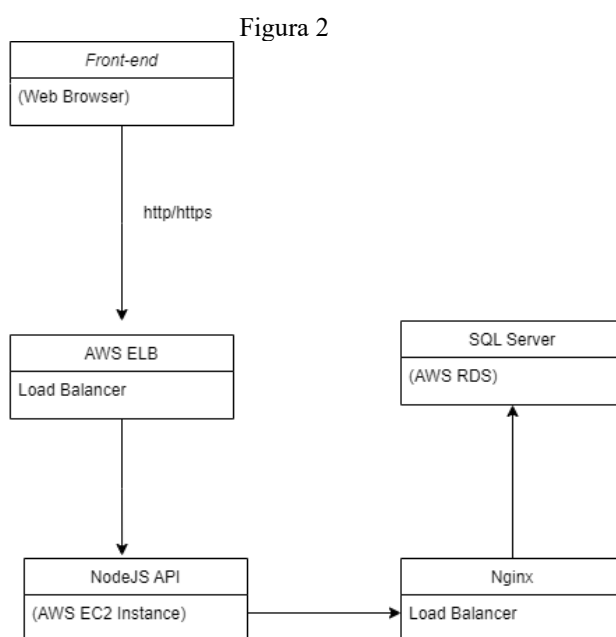 Figura 2
Front-end
(Web Browser)
http/https
AWS ELB
Load Balancer
SQL Server
(AWS RDS)
NodeJS API
(AWS EC2 Instance)
Nginx
Load Balancer